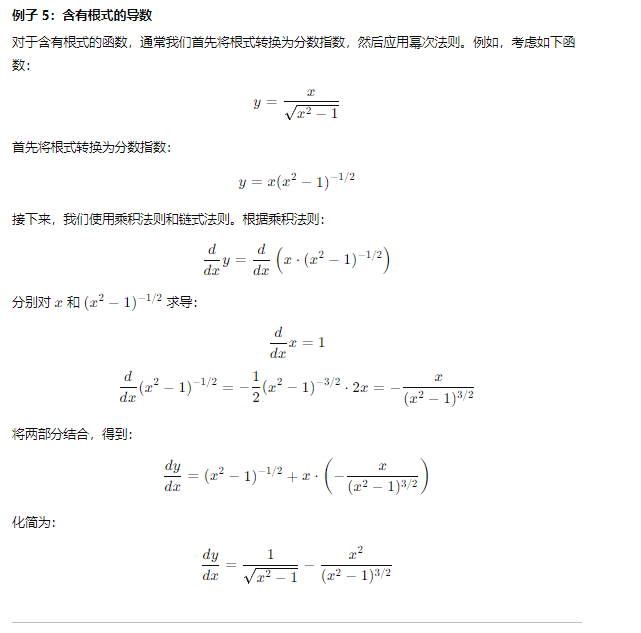 例子 5：含有根式的导数
对于含有根式的函数，通常我们首先将根式转换为分数指数，然后应用幂次法则。例如，考虑如下函
数：
y = x / √(x² − 1)
首先将根式转换为分数指数：
y = x(x² − 1)^{−1/2}
接下来，我们使用乘积法则和链式法则。根据乘积法则：
d/dx y = d/dx (x · (x² − 1)^{−1/2})
分别对 x 和 (x² − 1)^{−1/2} 求导：
d/dx x = 1
d/dx (x² − 1)^{−1/2} = −1/2 (x² − 1)^{−3/2} · 2x = − x / (x² − 1)^{3/2}
将两部分结合，得到：
dy/dx = (x² − 1)^{−1/2} + x · (− x / (x² − 1)^{3/2})
化简为：
dy/dx = 1 / √(x² − 1) − x² / (x² − 1)^{3/2}